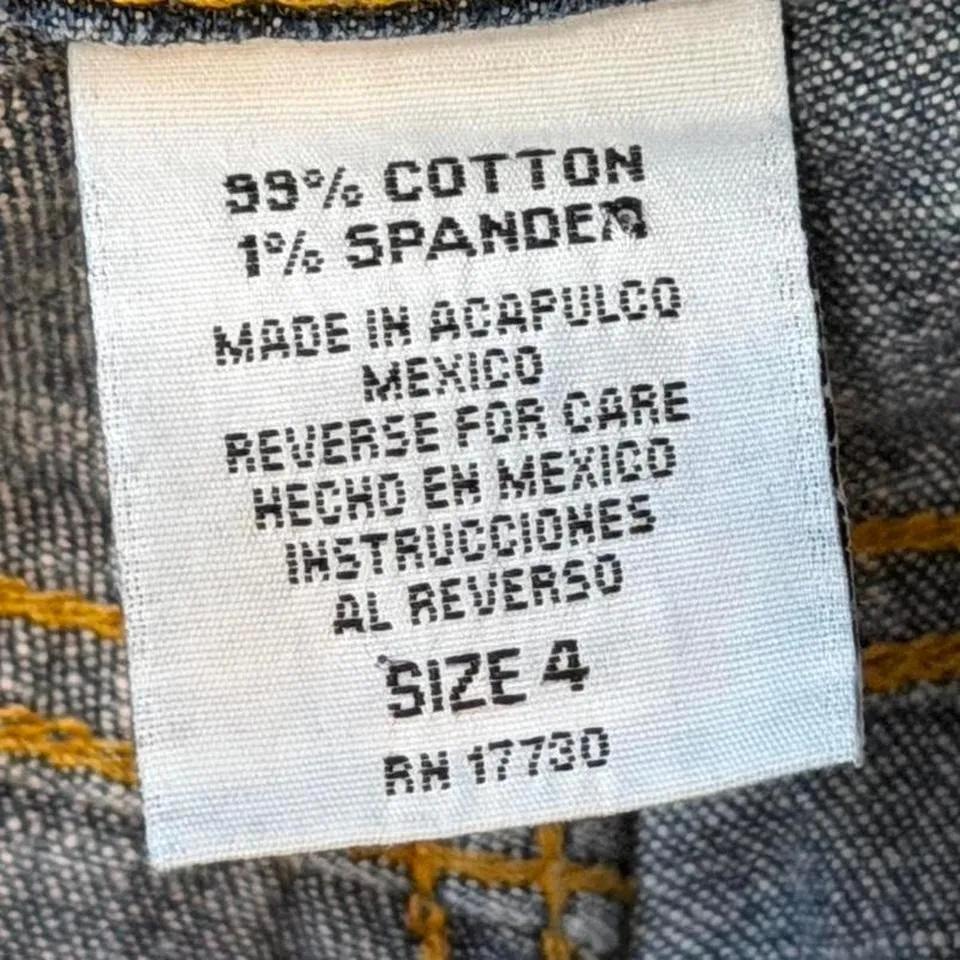 99% COTTON
1% SPANDEX
MADE IN ACAPULCO
MEXICO
REVERSE FOR CARE
HECHO EN MEXICO
INSTRUCCIONES
AL REVERSO
SIZE 4
RN 17730